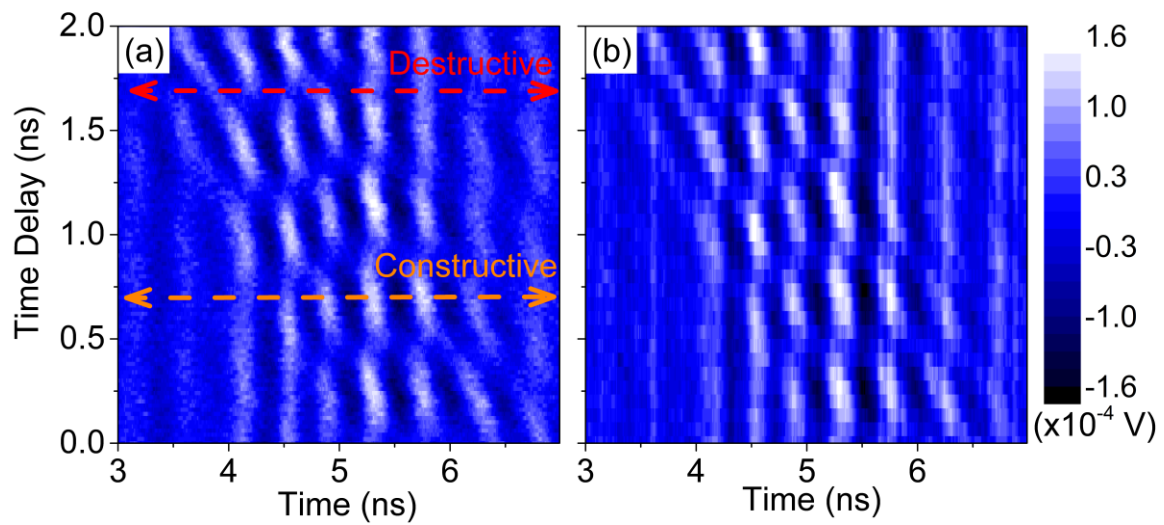 (a)
(b)
Destructive
Constructive
2.0
1.5
1.0
0.5
0.0
Time Delay (ns)
3 4 5 6
Time (ns)
3 4 5 6
Time (ns)
1.6
1.0
0.3
-0.3
-1.0
-1.6
(x10⁻⁴ V)